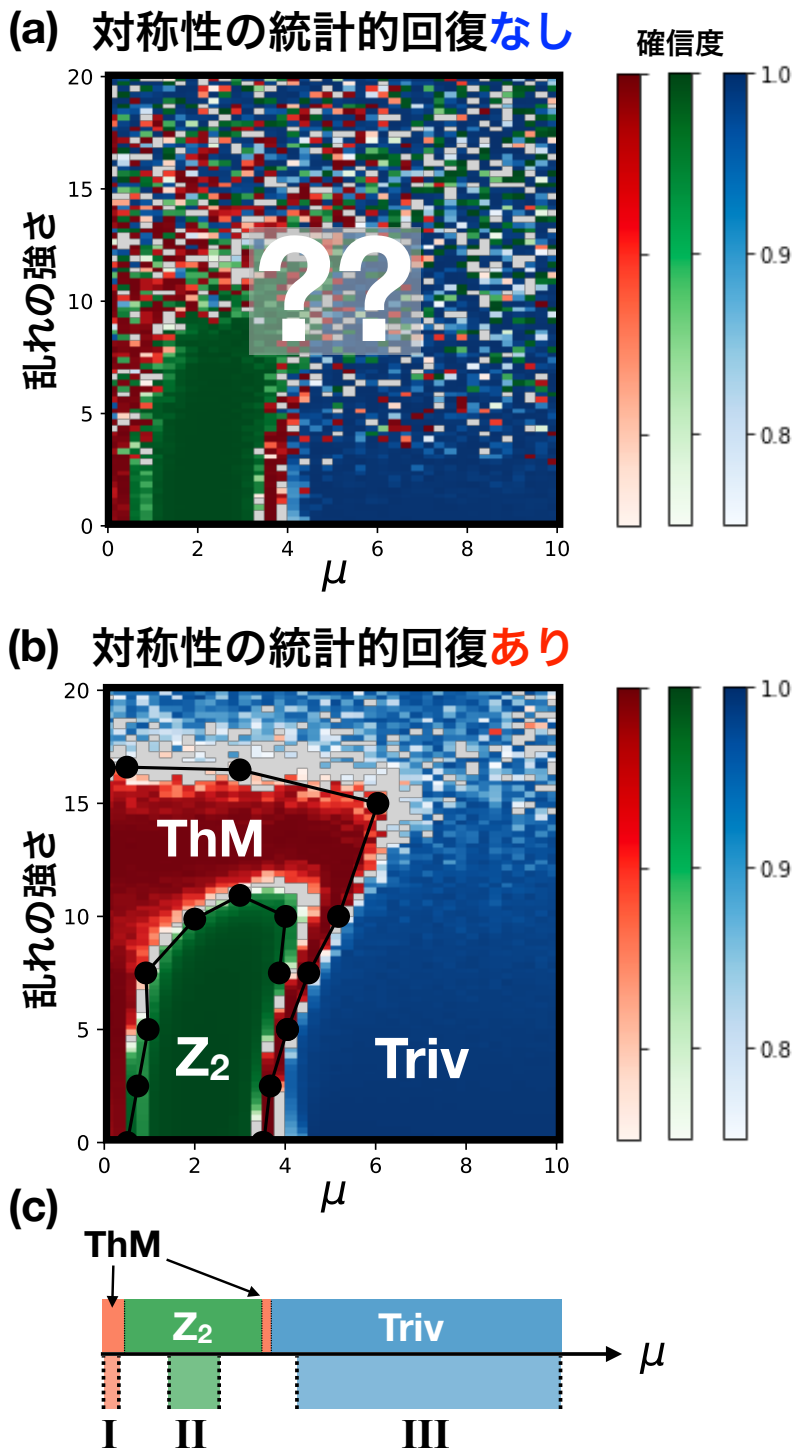 (a) 対称性の統計的回復なし
確信度
乱れの強さ
20
15
10
5
0
??
0 2 4 6 8 10
μ
1.0
0.9
0.8
(b) 対称性の統計的回復あり
乱れの強さ
20
15
10
5
0
ThM
Z₂
Triv
0 2 4 6 8 10
μ
1.0
0.9
0.8
(c)
ThM
Z₂ Triv
μ
I II III